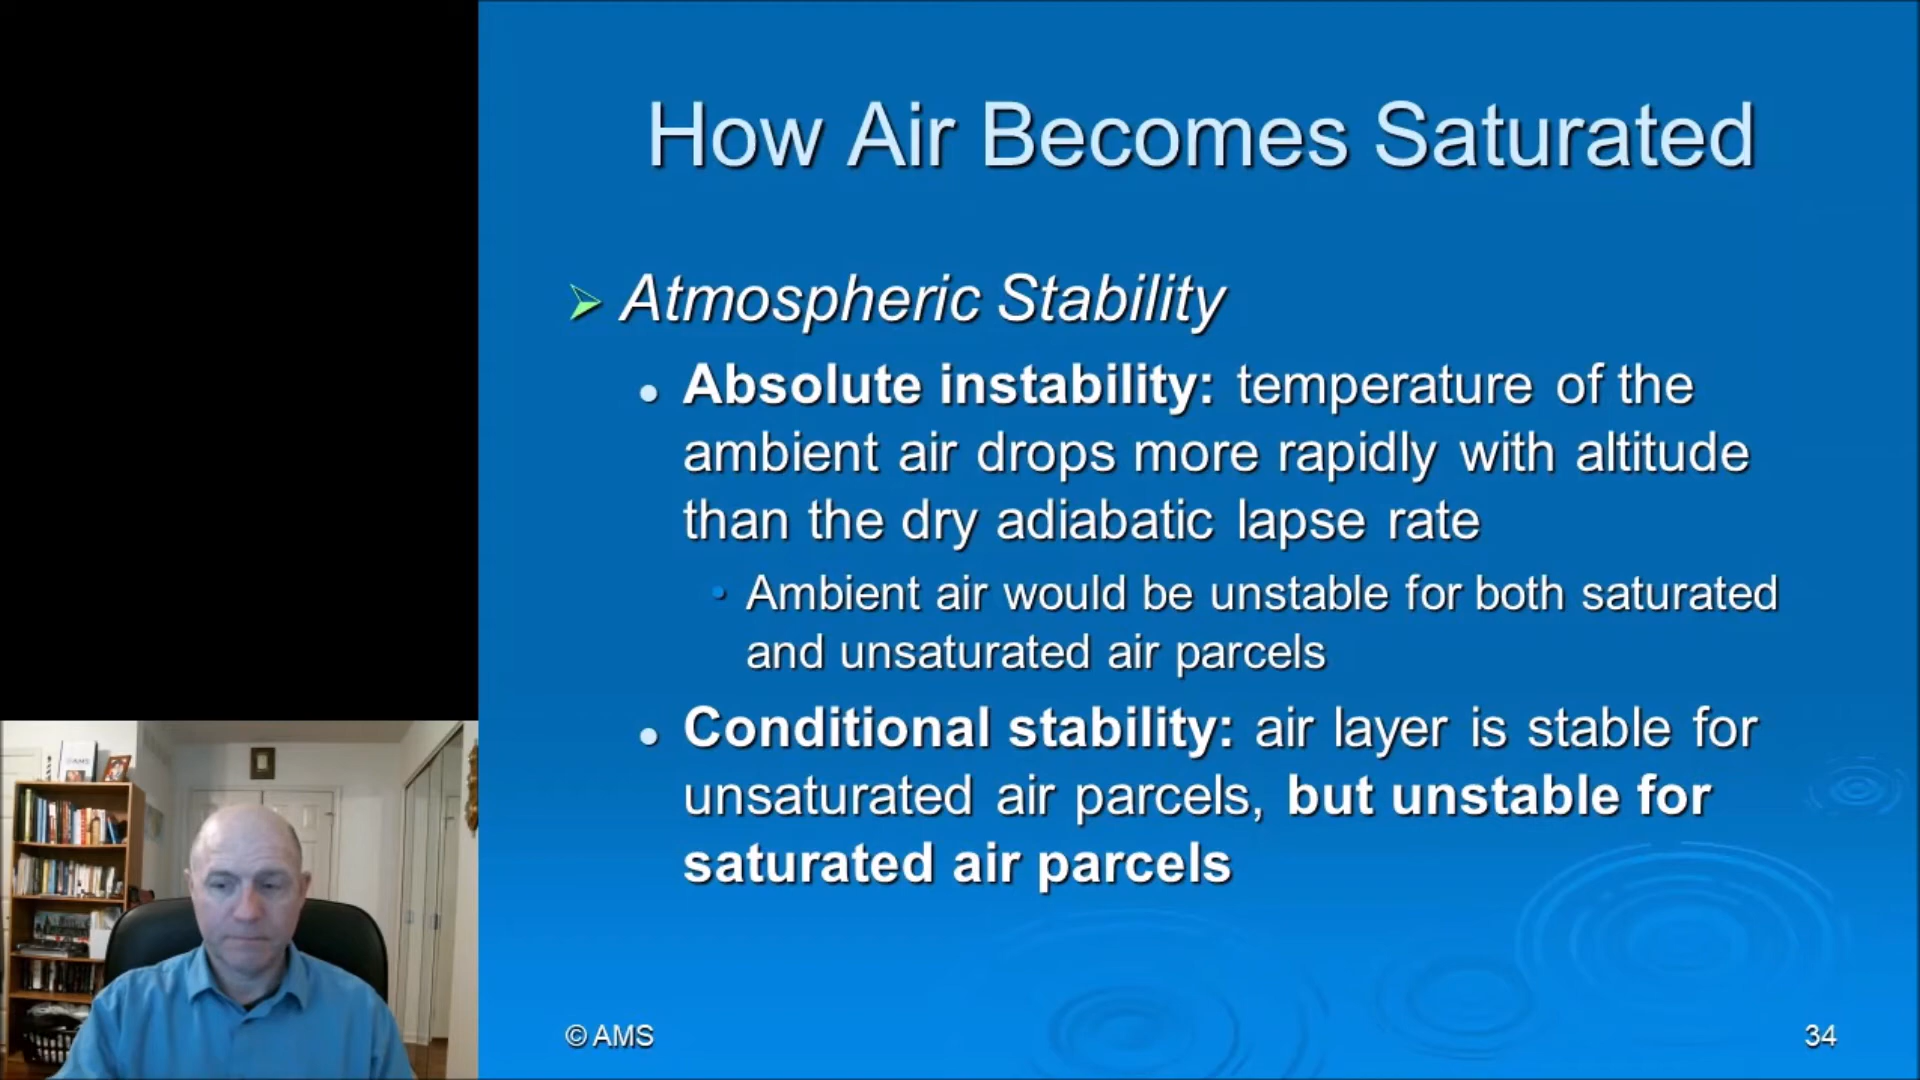 How Air Becomes Saturated
Atmospheric Stability
Absolute instability: temperature of the
ambient air drops more rapidly with altitude
than the dry adiabatic lapse rate
Ambient air would be unstable for both saturated
and unsaturated air parcels
Conditional stability: air layer is stable for
unsaturated air parcels, but unstable for
saturated air parcels
© AMS
34
AMS